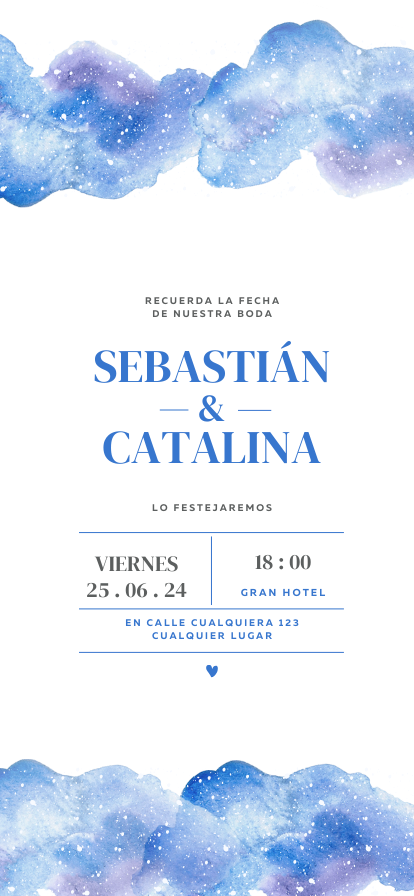 RECUERDA LA FECHA
DE NUESTRA BODA
SEBASTIÁN
&
CATALINA
LO FESTEJAREMOS
VIERNES
25 . 06 . 24
18 : 00
GRAN HOTEL
EN CALLE CUALQUIERA 123
CUALQUIER LUGAR